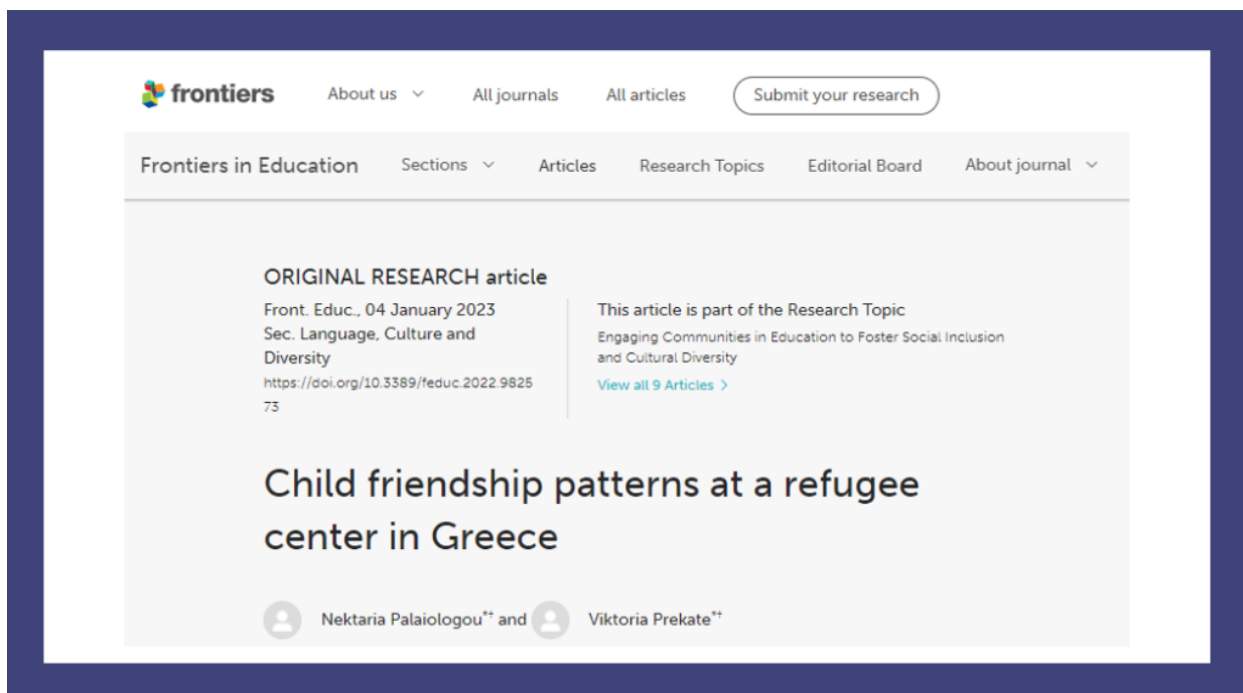 frontiers About us All journals All articles Submit your research
Frontiers in Education Sections Articles Research Topics Editorial Board About journal
ORIGINAL RESEARCH article
Front. Educ., 04 January 2023
Sec. Language, Culture and
Diversity
https://doi.org/10.3389/feduc.2022.9825
73
This article is part of the Research Topic
Engaging Communities in Education to Foster Social Inclusion
and Cultural Diversity
View all 9 Articles >
Child friendship patterns at a refugee
center in Greece
Nektaria Palaiologou*† and Viktoria Prekate*†